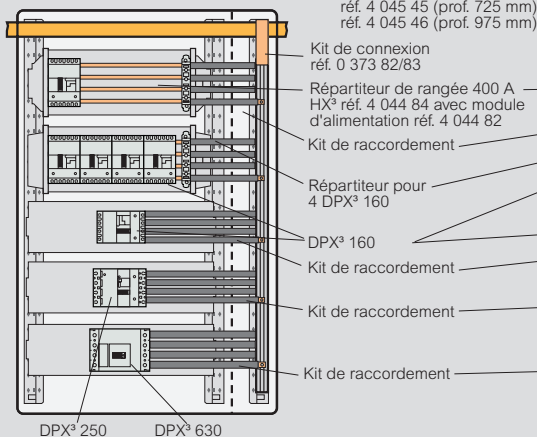 réf. 4 045 45 (prof. 725 mm)
réf. 4 045 46 (prof. 975 mm)
Kit de connexion
réf. 0 373 82/83
Répartiteur de rangée 400 A
HX³ réf. 4 044 84 avec module
d'alimentation réf. 4 044 82
Kit de raccordement
Répartiteur pour
4 DPX³ 160
DPX³ 160
Kit de raccordement
Kit de raccordement
Kit de raccordement
DPX³ 250
DPX³ 630